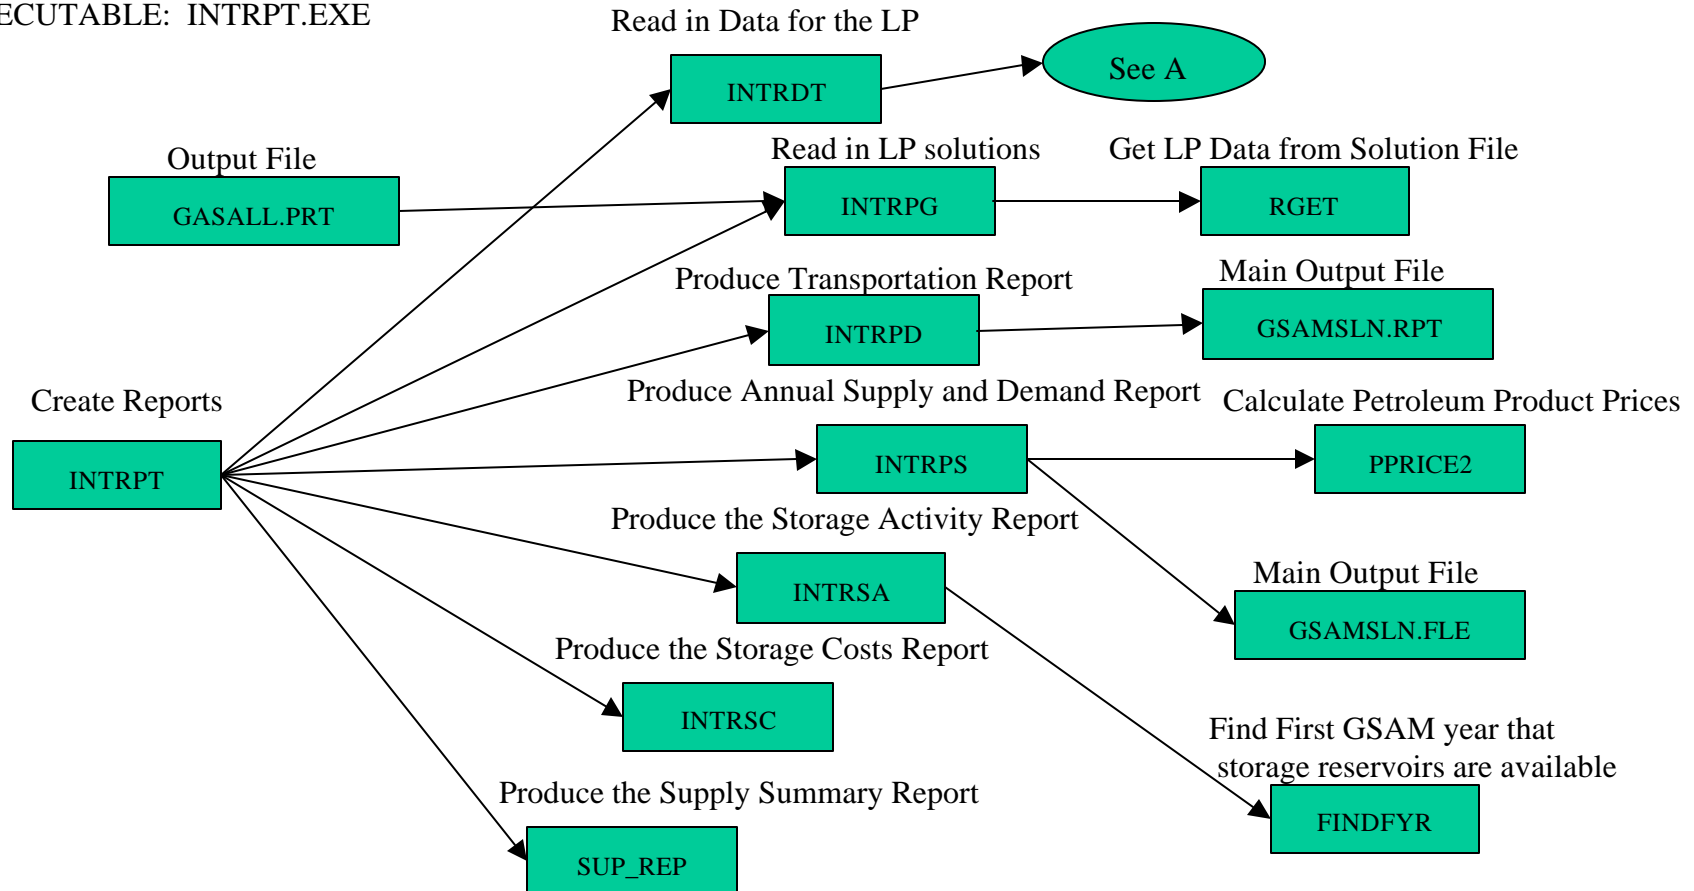 ECUTABLE: INTRPT.EXE
Read in Data for the LP
INTRDT
See A
Output File
GASALL.PRT
Read in LP solutions
INTRPG
Get LP Data from Solution File
RGET
Produce Transportation Report
INTRPD
Main Output File
GSAMSLN.RPT
Create Reports
INTRPT
Produce Annual Supply and Demand Report
INTRPS
Calculate Petroleum Product Prices
PPRICE2
Produce the Storage Activity Report
INTRSA
Main Output File
GSAMSLN.FLE
Produce the Storage Costs Report
INTRSC
Find First GSAM year that
storage reservoirs are available
FINDFYR
Produce the Supply Summary Report
SUP_REP